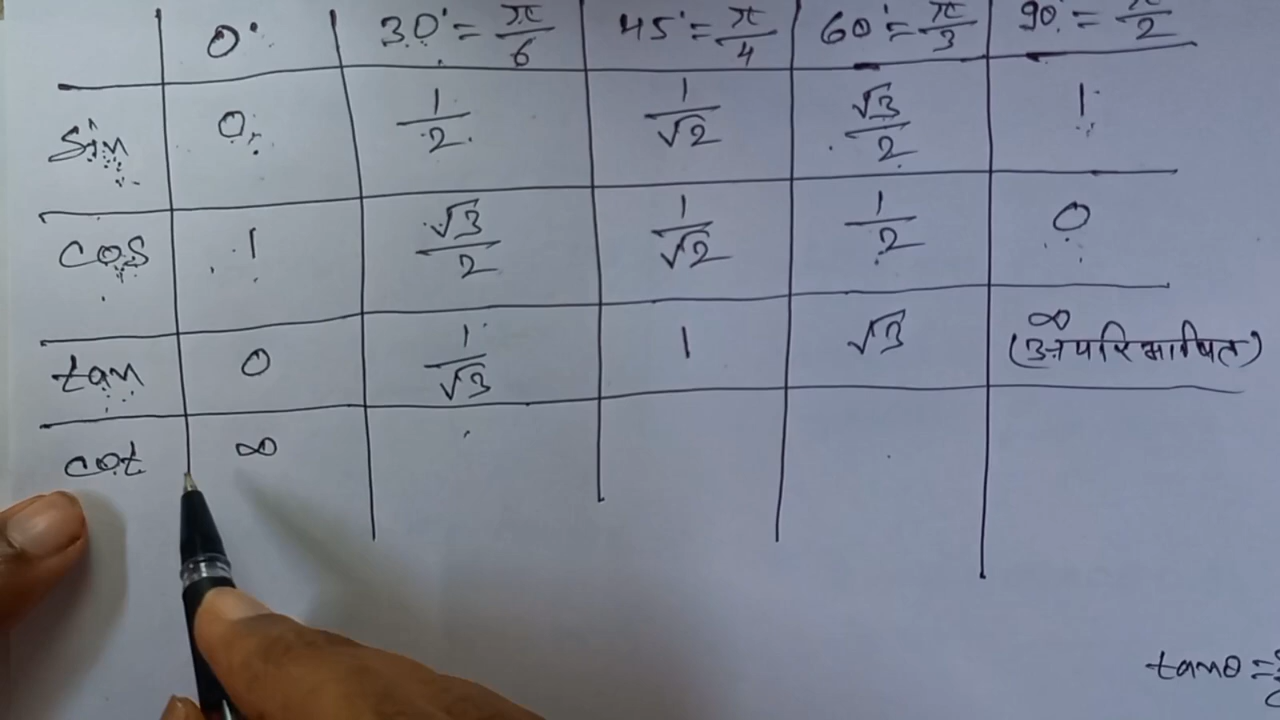 0° 30° = π/6 45° = π/4 60° = π/3 90° = π/2
Sin 0 1/2 1/√2 √3/2 1
cos 1 √3/2 1/√2 1/2 0
tan 0 1/√3 1 √3 ∞
(अपरिभाषित)
cot ∞
tanθ =